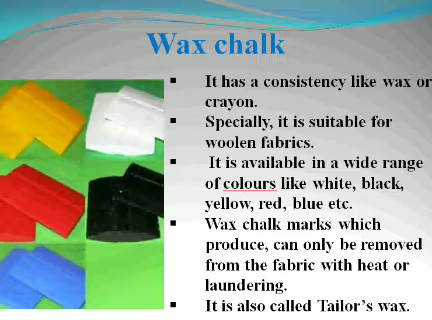 Wax chalk
▪ It has a consistency like wax or
crayon.
▪ Specially, it is suitable for
woolen fabrics.
▪ It is available in a wide range
of colours like white, black,
yellow, red, blue etc.
▪ Wax chalk marks which
produce, can only be removed
from the fabric with heat or
laundering.
▪ It is also called Tailor's wax.